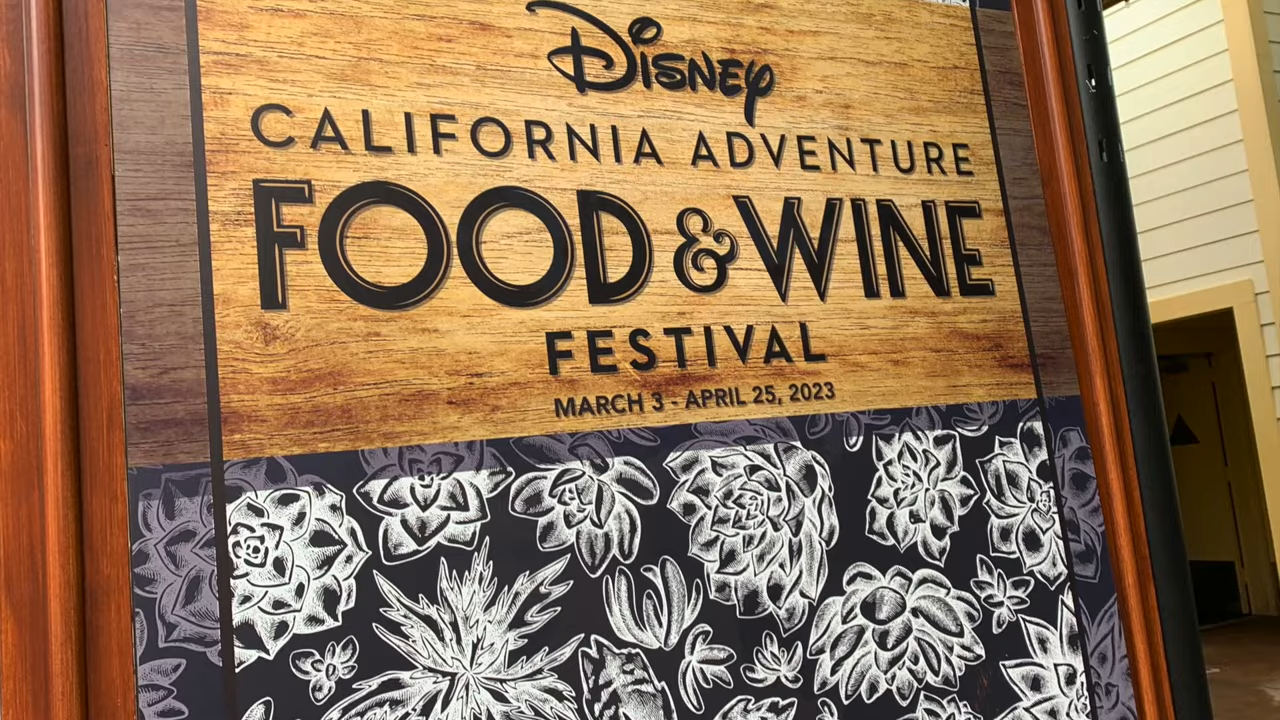 Disney
CALIFORNIA ADVENTURE
FOOD & WINE
FESTIVAL
MARCH 3 - APRIL 25, 2023